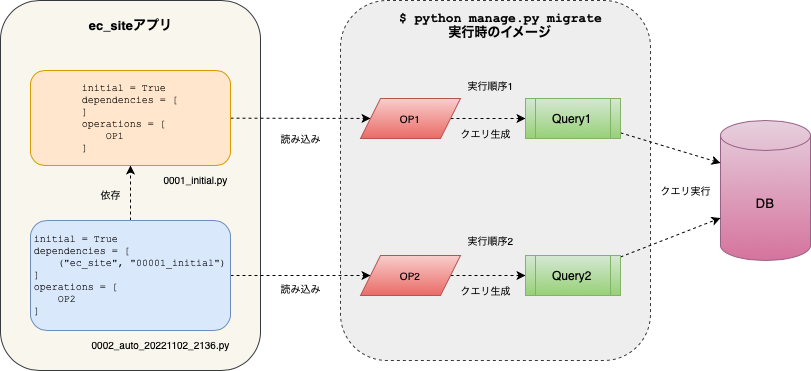 ec_siteアプリ
initial = True
dependencies = [
]
operations = [
OP1
]
0001_initial.py
依存
initial = True
dependencies = [
("ec_site", "00001_initial")
]
operations = [
OP2
]
0002_auto_20221102_2136.py
読み込み
読み込み
$ python manage.py migrate
実行時のイメージ
実行順序1
OP1
クエリ生成
Query1
実行順序2
OP2
クエリ生成
Query2
クエリ実行
DB